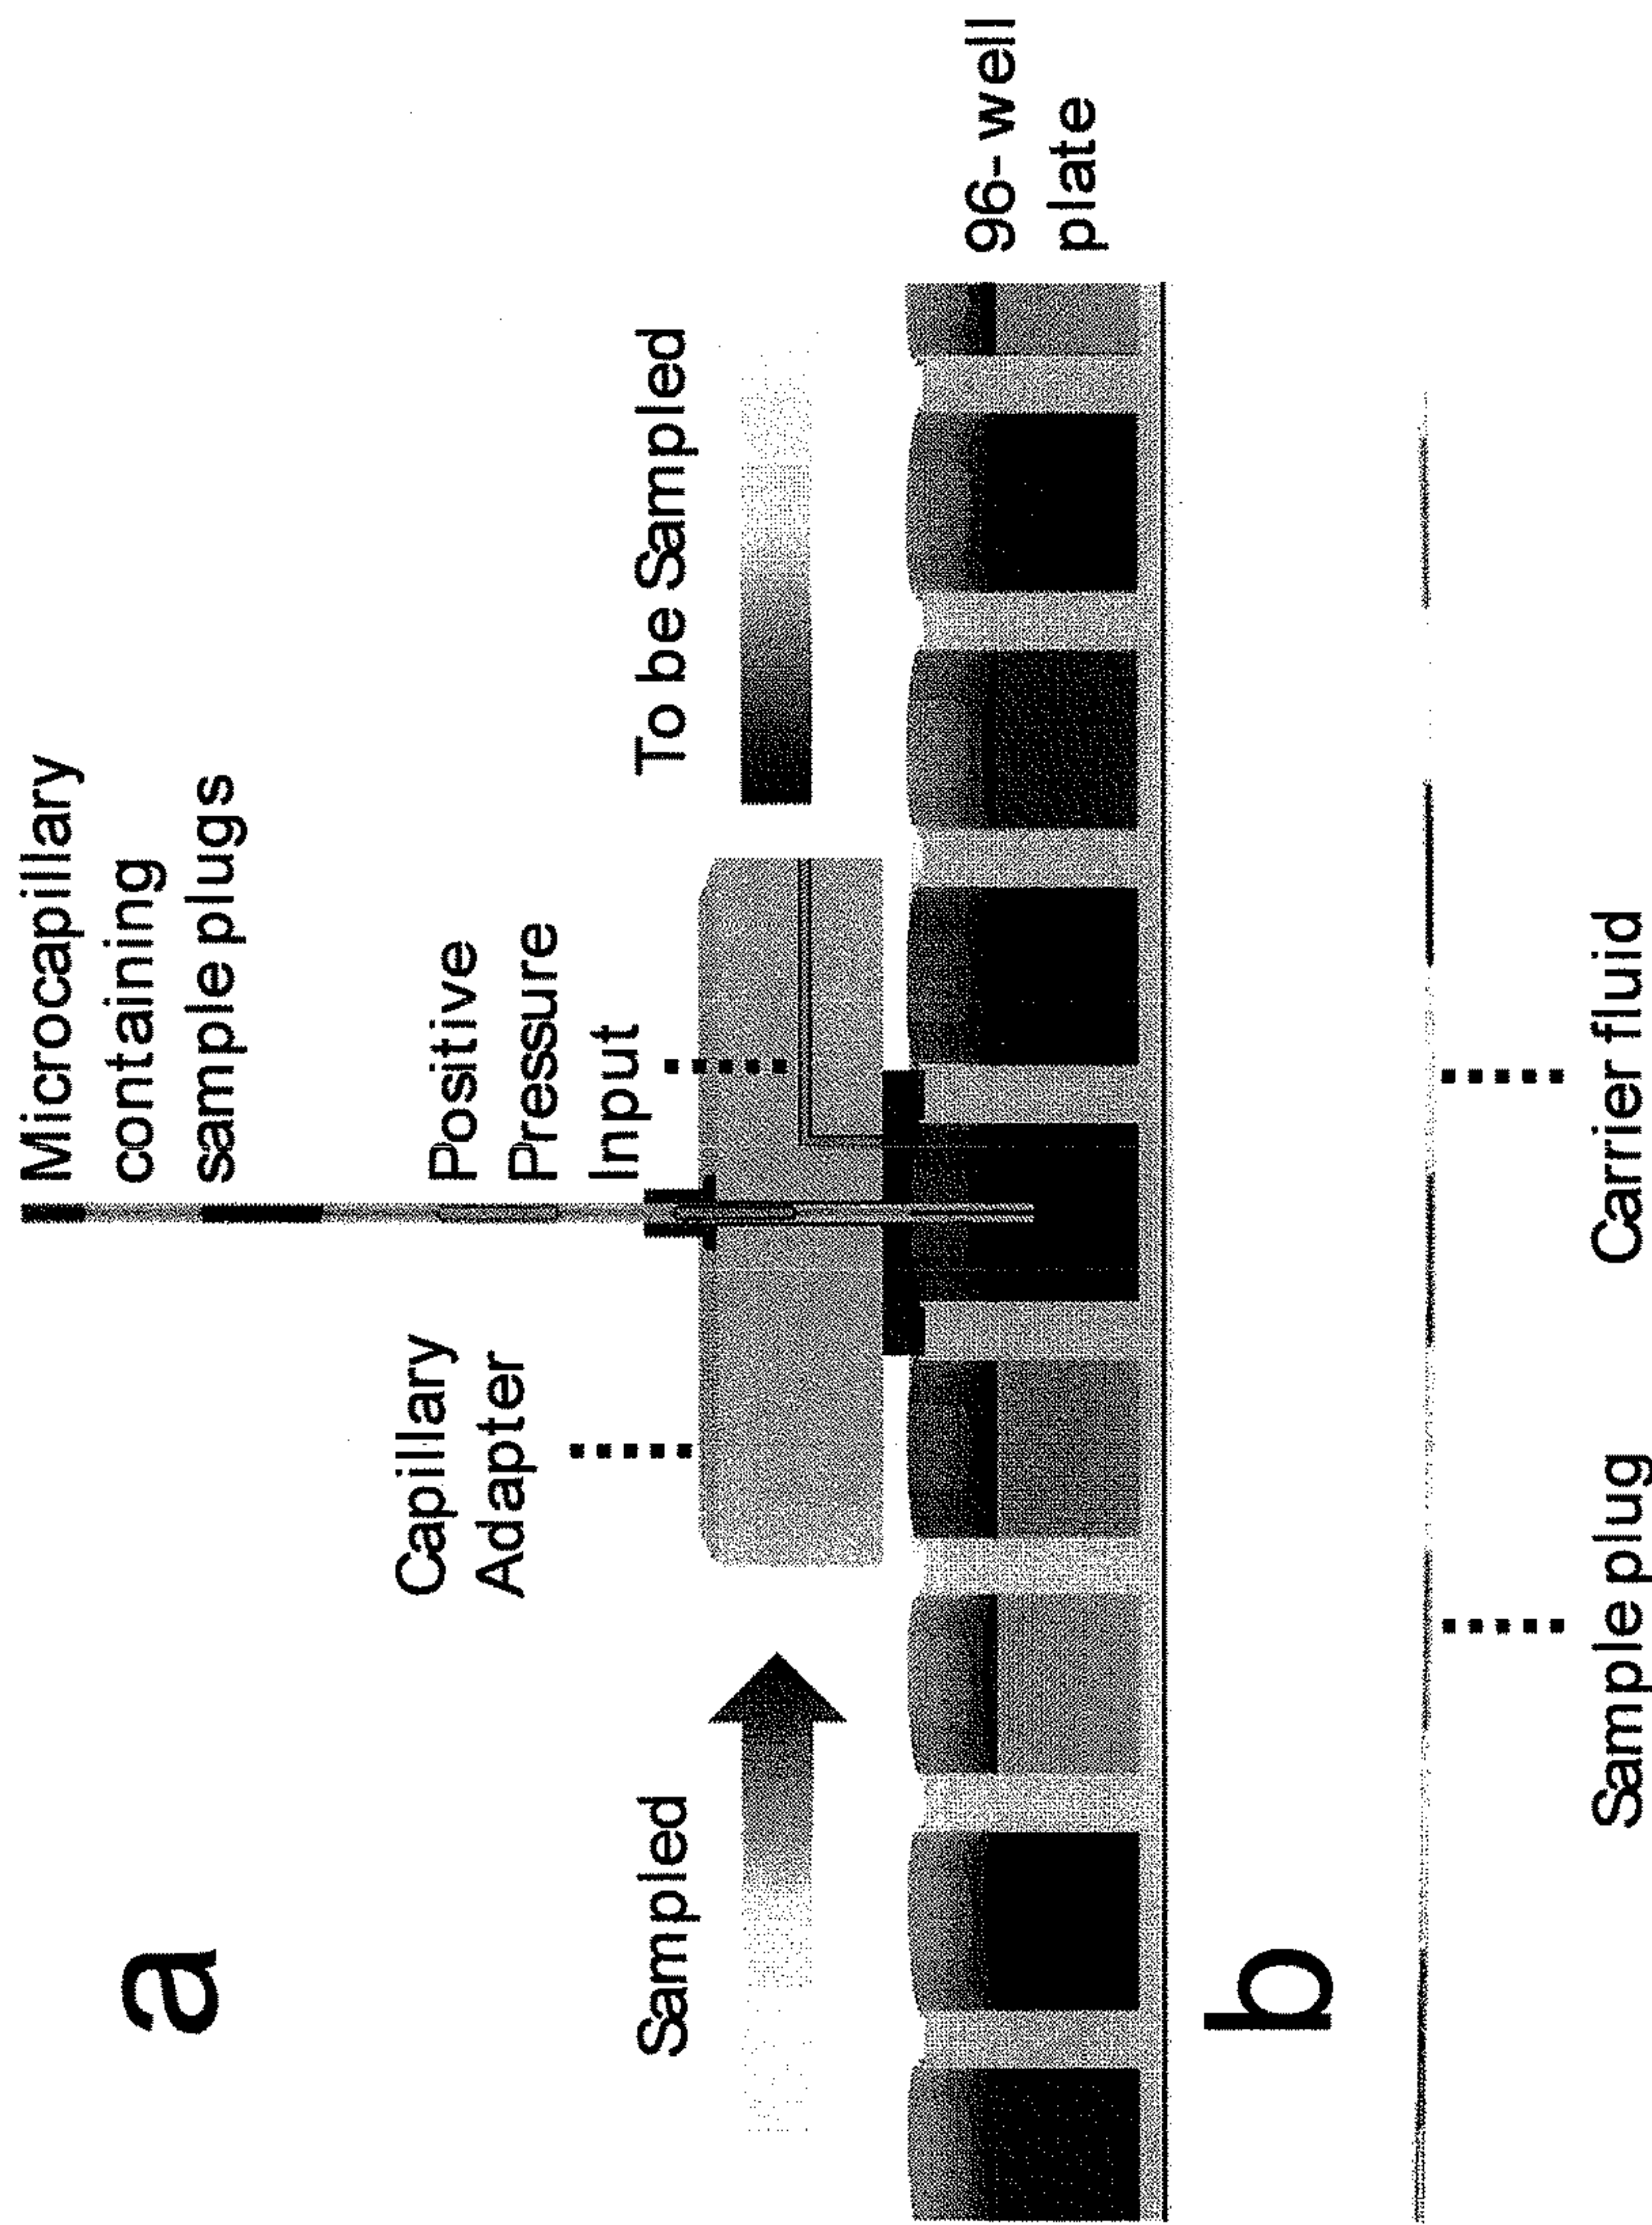 a
Microcapillary
containing
sample plugs
Capillary
Adapter
Positive
Pressure
Input
Sampled
To be Sampled
96- well
plate
b
Sample plug
Carrier fluid